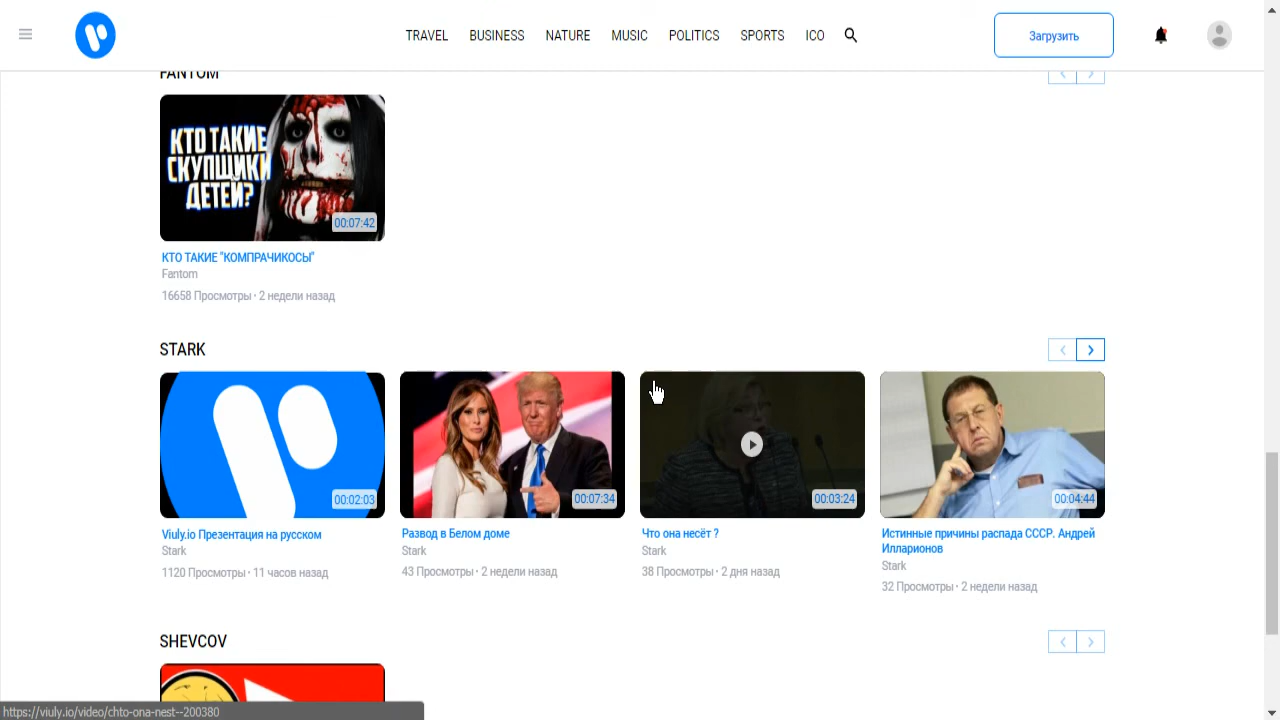 TRAVEL BUSINESS NATURE MUSIC POLITICS SPORTS ICO Загрузить
FANTOM
КТО ТАКИЕ
СКУПЩИКИ
ДЕТЕЙ?
00:07:42
КТО ТАКИЕ "КОМПРАЧИКОСЫ"
Fantom
16658 Просмотры · 2 недели назад
STARK
00:02:03
Viuly.io Презентация на русском
Stark
1120 Просмотры · 11 часов назад
00:07:34
Развод в Белом доме
Stark
43 Просмотры · 2 недели назад
00:03:24
Что она несёт ?
Stark
38 Просмотры · 2 дня назад
00:04:44
Истинные причины распада СССР. Андрей
Илларионов
Stark
32 Просмотры · 2 недели назад
SHEVCOV
https://viuly.io/video/chto-ona-nest--200380